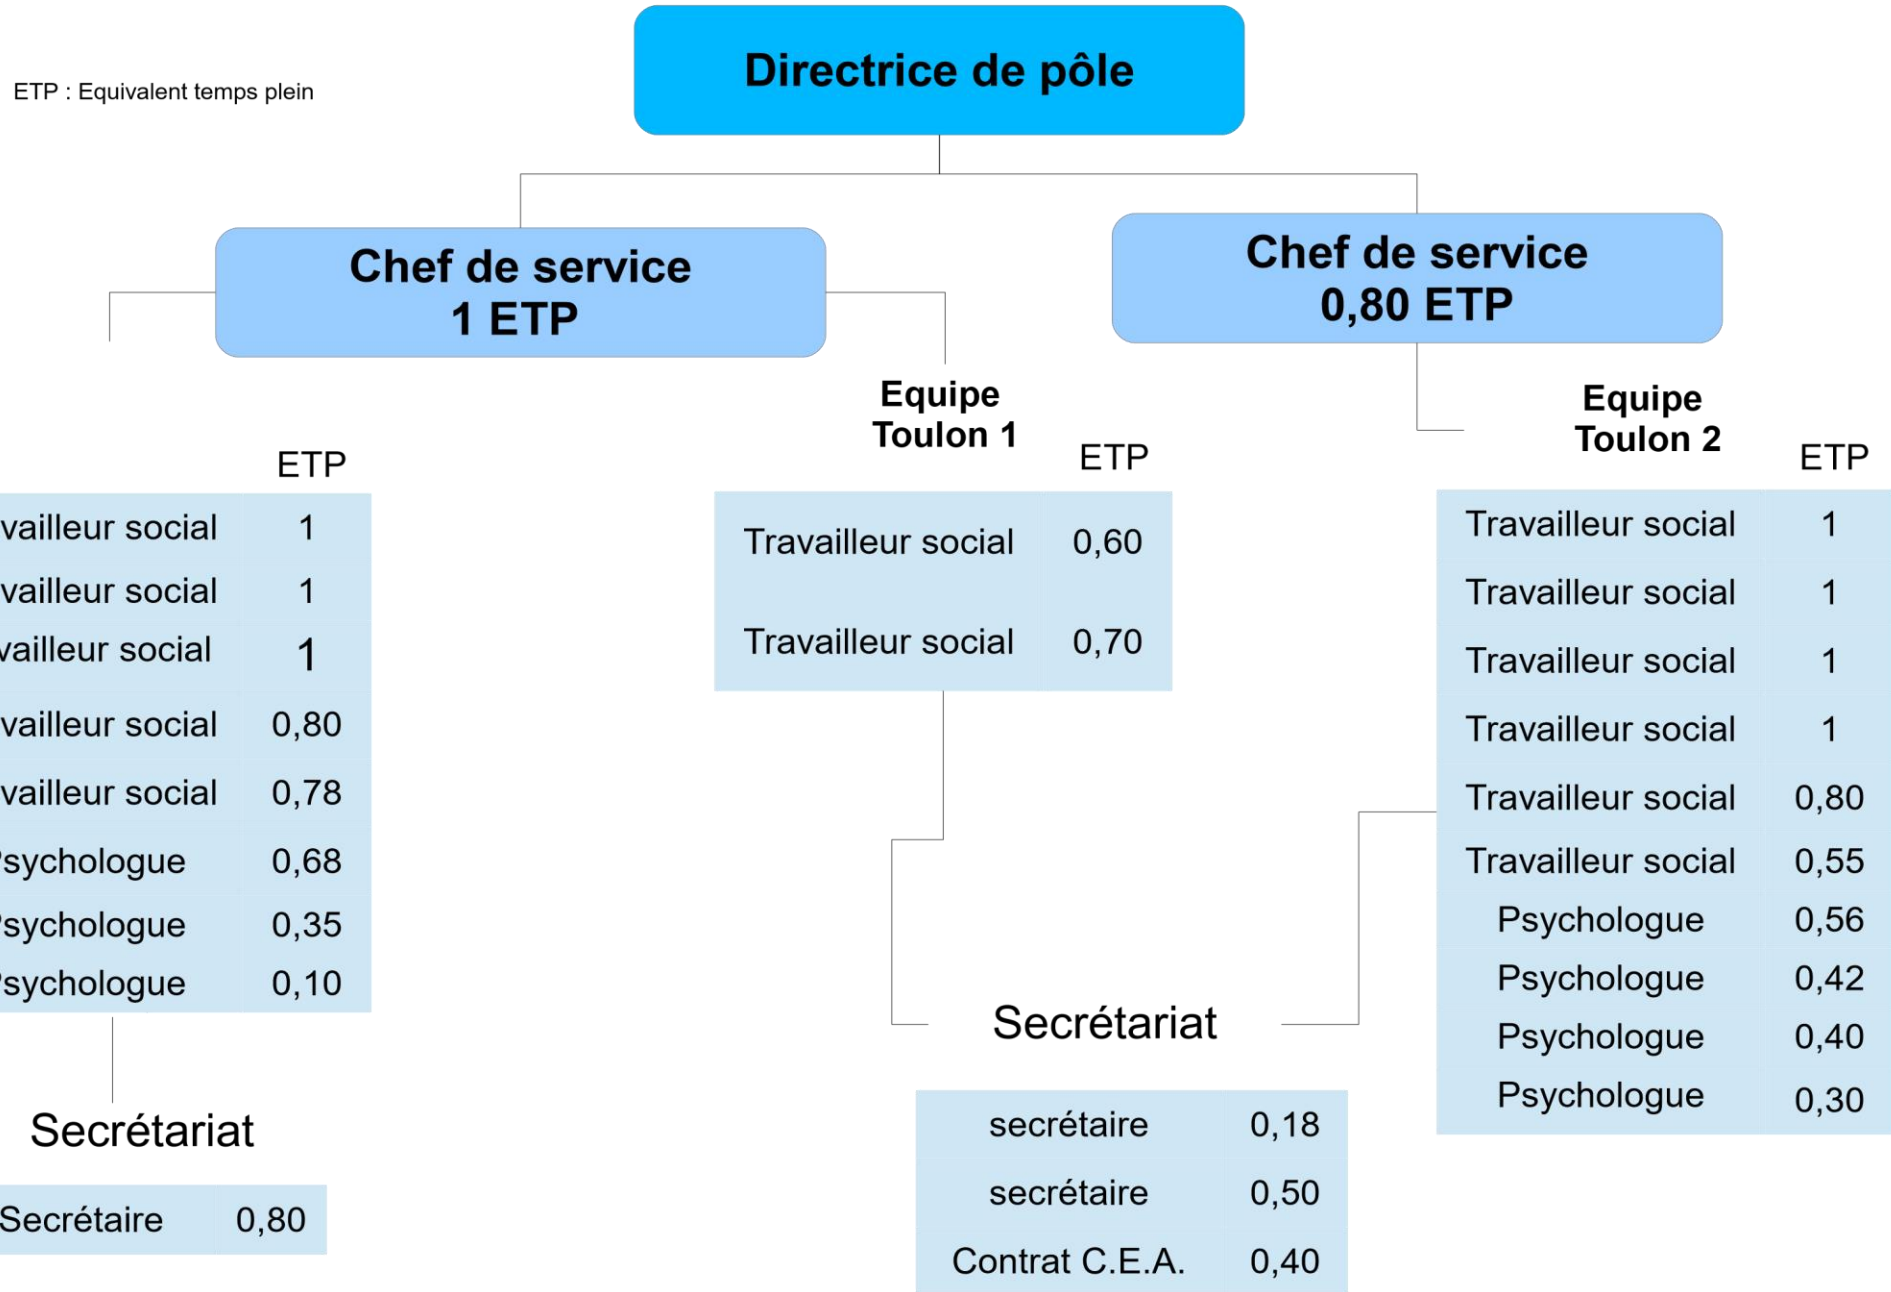 Directrice de pôle
ETP : Equivalent temps plein
Chef de service
1 ETP
Chef de service
0,80 ETP
ETP
vailleur social 1
vailleur social 1
vailleur social 1
vailleur social 0,80
vailleur social 0,78
Psychologue 0,68
Psychologue 0,35
Psychologue 0,10
Secrétariat
Secrétaire 0,80
Equipe
Toulon 1
ETP
Travailleur social 0,60
Travailleur social 0,70
Secrétariat
secrétaire 0,18
secrétaire 0,50
Contrat C.E.A. 0,40
Equipe
Toulon 2
ETP
Travailleur social 1
Travailleur social 1
Travailleur social 1
Travailleur social 1
Travailleur social 0,80
Travailleur social 0,55
Psychologue 0,56
Psychologue 0,42
Psychologue 0,40
Psychologue 0,30